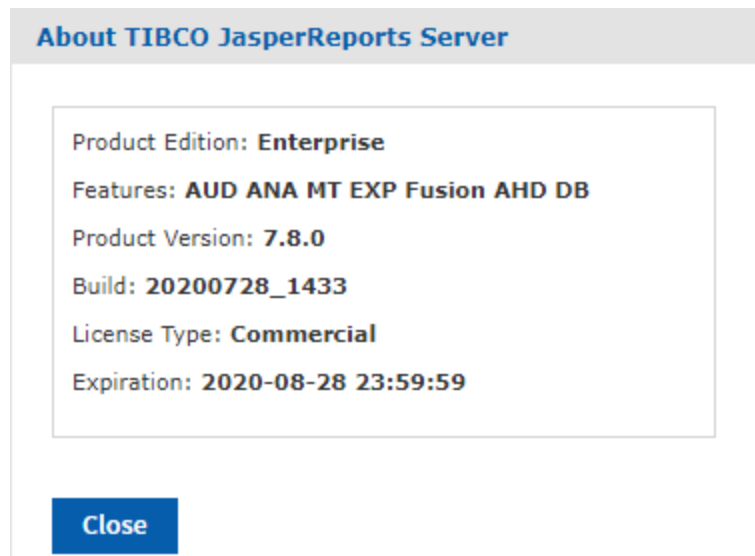 About TIBCO JasperReports Server
Product Edition: Enterprise
Features: AUD ANA MT EXP Fusion AHD DB
Product Version: 7.8.0
Build: 20200728_1433
License Type: Commercial
Expiration: 2020-08-28 23:59:59
Close